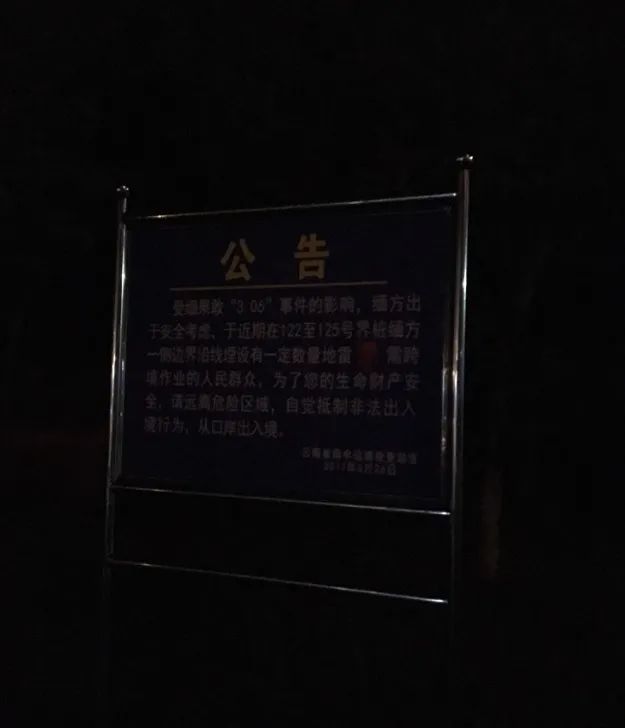 公告
受缅果敢“3 06”事件的影响，缅方出
于安全考虑、于近期在122至125号界桩缅方
一侧边界沿线埋设有一定数量地雷 需跨
境作业的人民群众，为了您的生命财产安
全，请远离危险区域，自觉抵制非法出入
境行为，从口岸出入境。